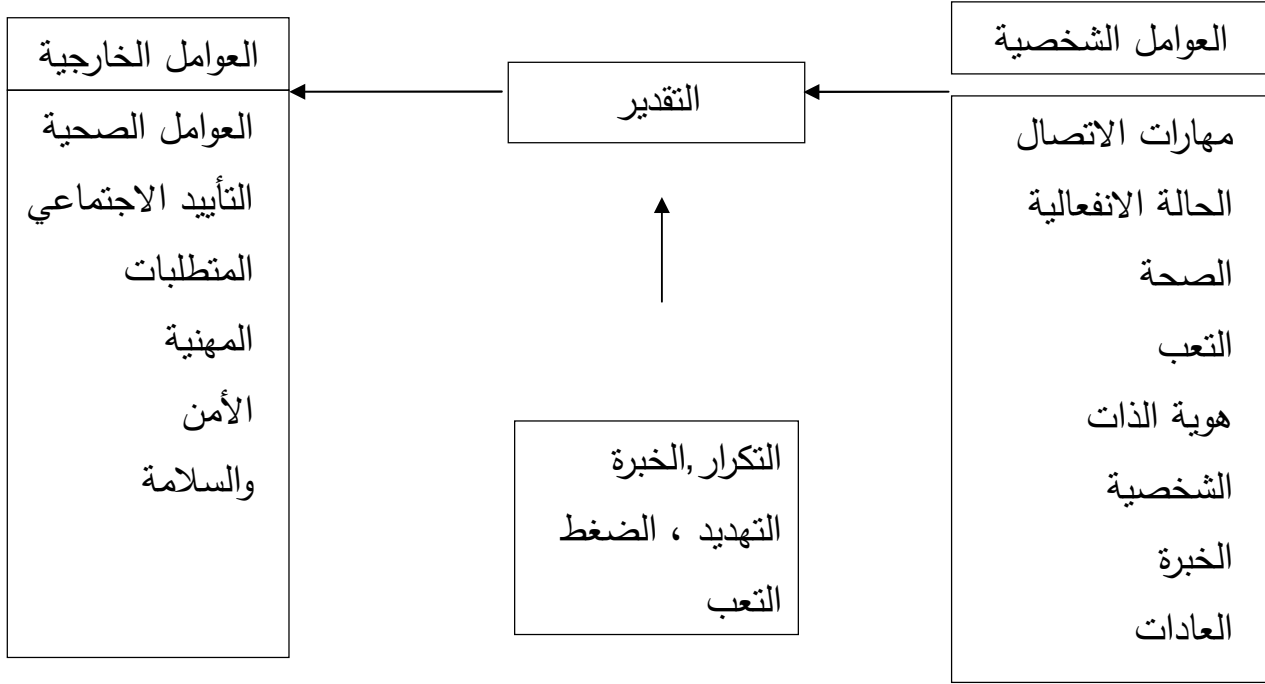 العوامل الشخصية
مهارات الاتصال
الحالة الانفعالية
الصحة
التعب
هوية الذات
الشخصية
الخبرة
العادات
التقدير
التكرار,الخبرة
التهديد ، الضغط
التعب
العوامل الخارجية
العوامل الصحية
التأييد الاجتماعي
المتطلبات
المهنية
الأمن
والسلامة